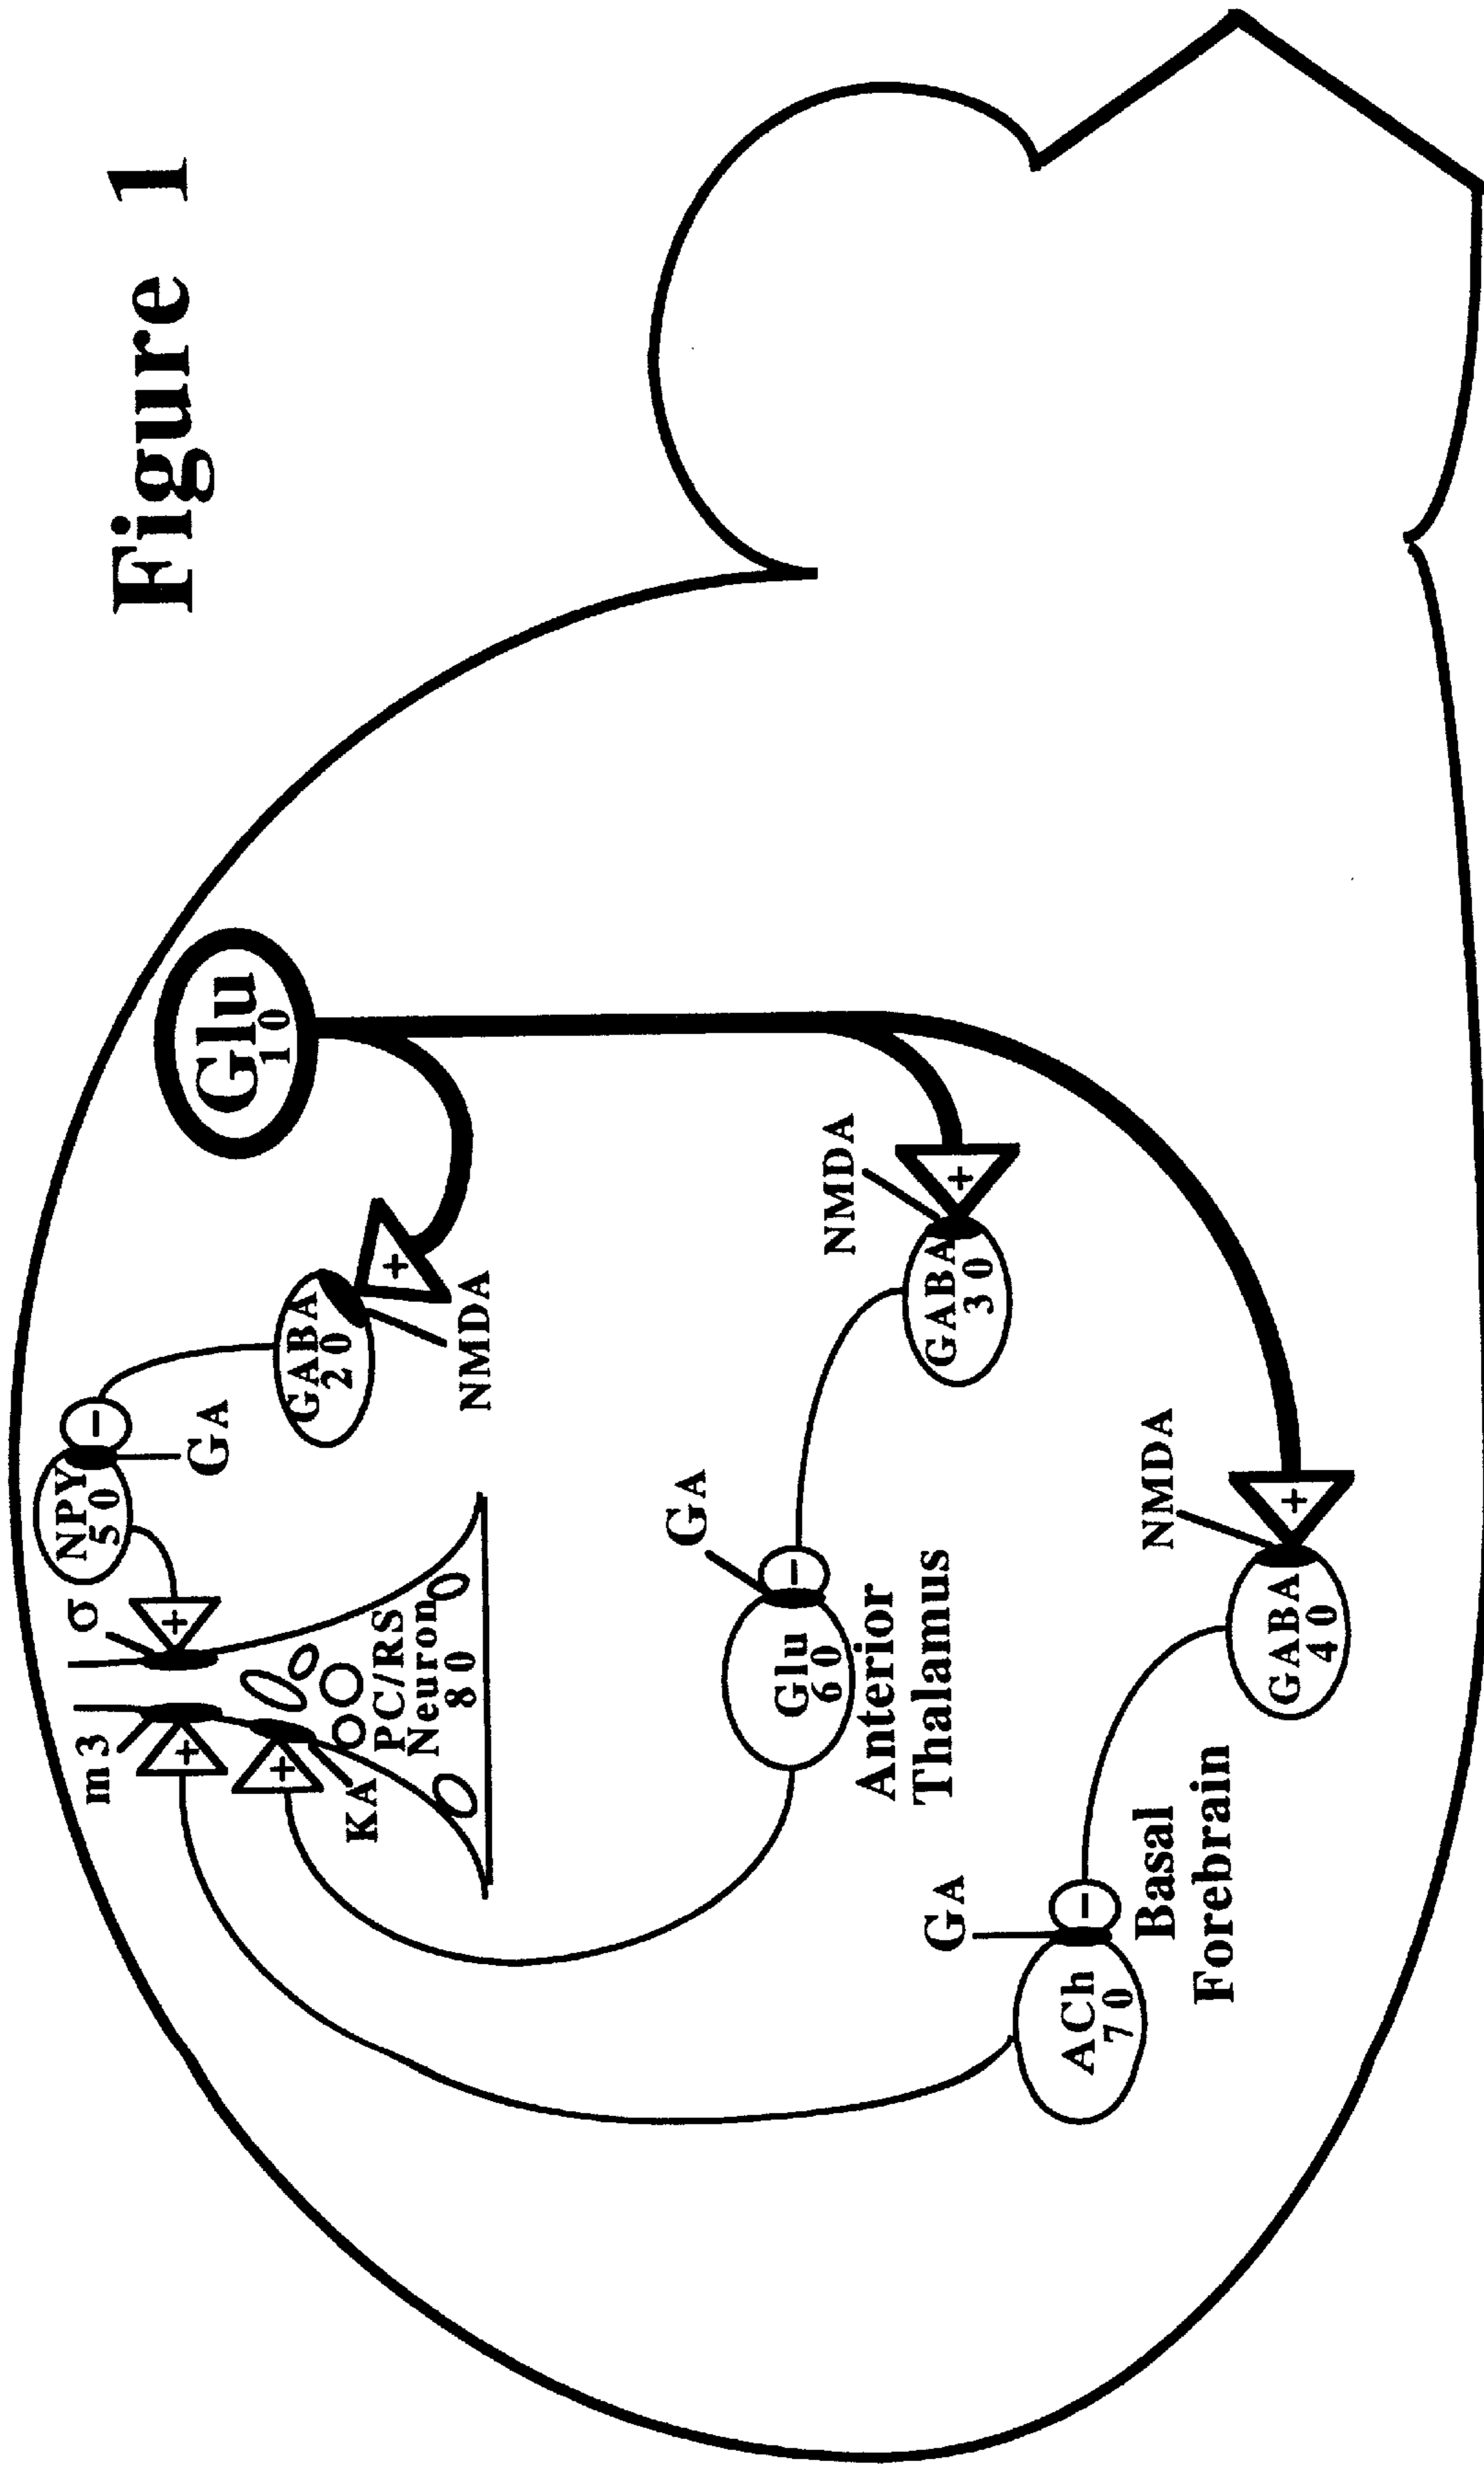 Figure 1
Glu
10
NPY
50
GA
σ
m3
GABA
20
NMDA
KA
PC/RS
Neuron
80
GA
Glu
60
Anterior
Thalamus
NMDA
GABA
30
GA
ACh
70
Basal
Forebrain
NMDA
GABA
40
+
+
+
+
+
+
−
−
−